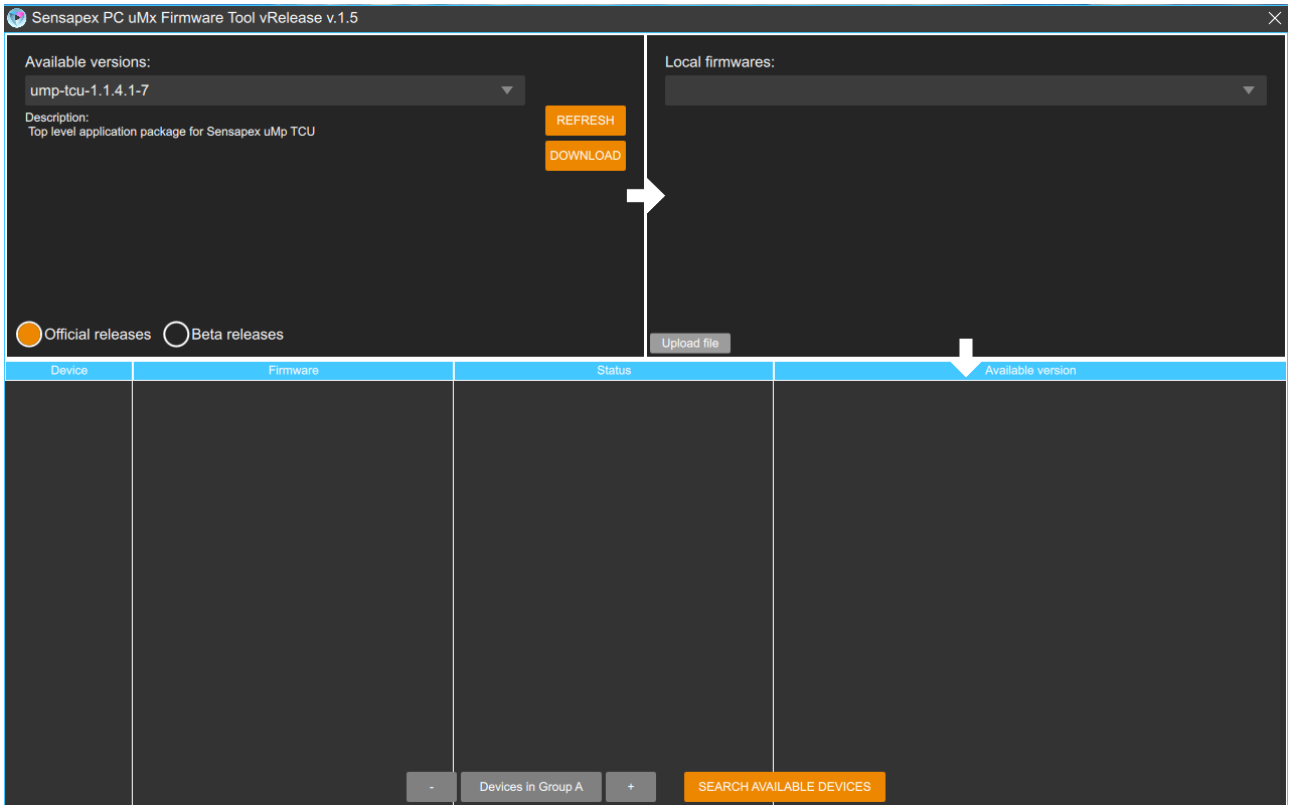 Sensapex PC uMx Firmware Tool vRelease v.1.5
Available versions:
ump-tcu-1.1.4.1-7
Description:
Top level application package for Sensapex uMp TCU
REFRESH
DOWNLOAD
Official releases
Beta releases
Local firmwares:
Upload file
Device Firmware Status Available version
- Devices in Group A + SEARCH AVAILABLE DEVICES